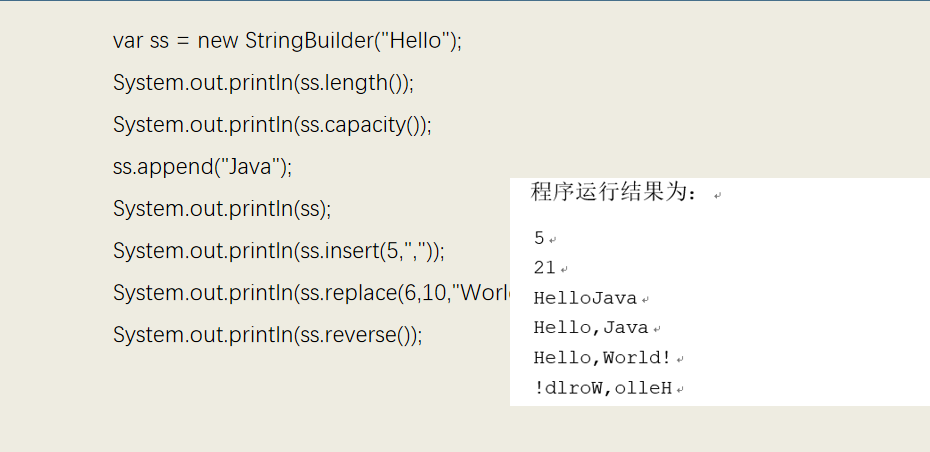 var ss = new StringBuilder("Hello");
System.out.println(ss.length());
System.out.println(ss.capacity());
ss.append("Java");
System.out.println(ss);
System.out.println(ss.insert(5,","));
System.out.println(ss.replace(6,10,"Worl
System.out.println(ss.reverse());
程序运行结果为：
5
21
HelloJava
Hello,Java
Hello,World!
!dlroW,olleH